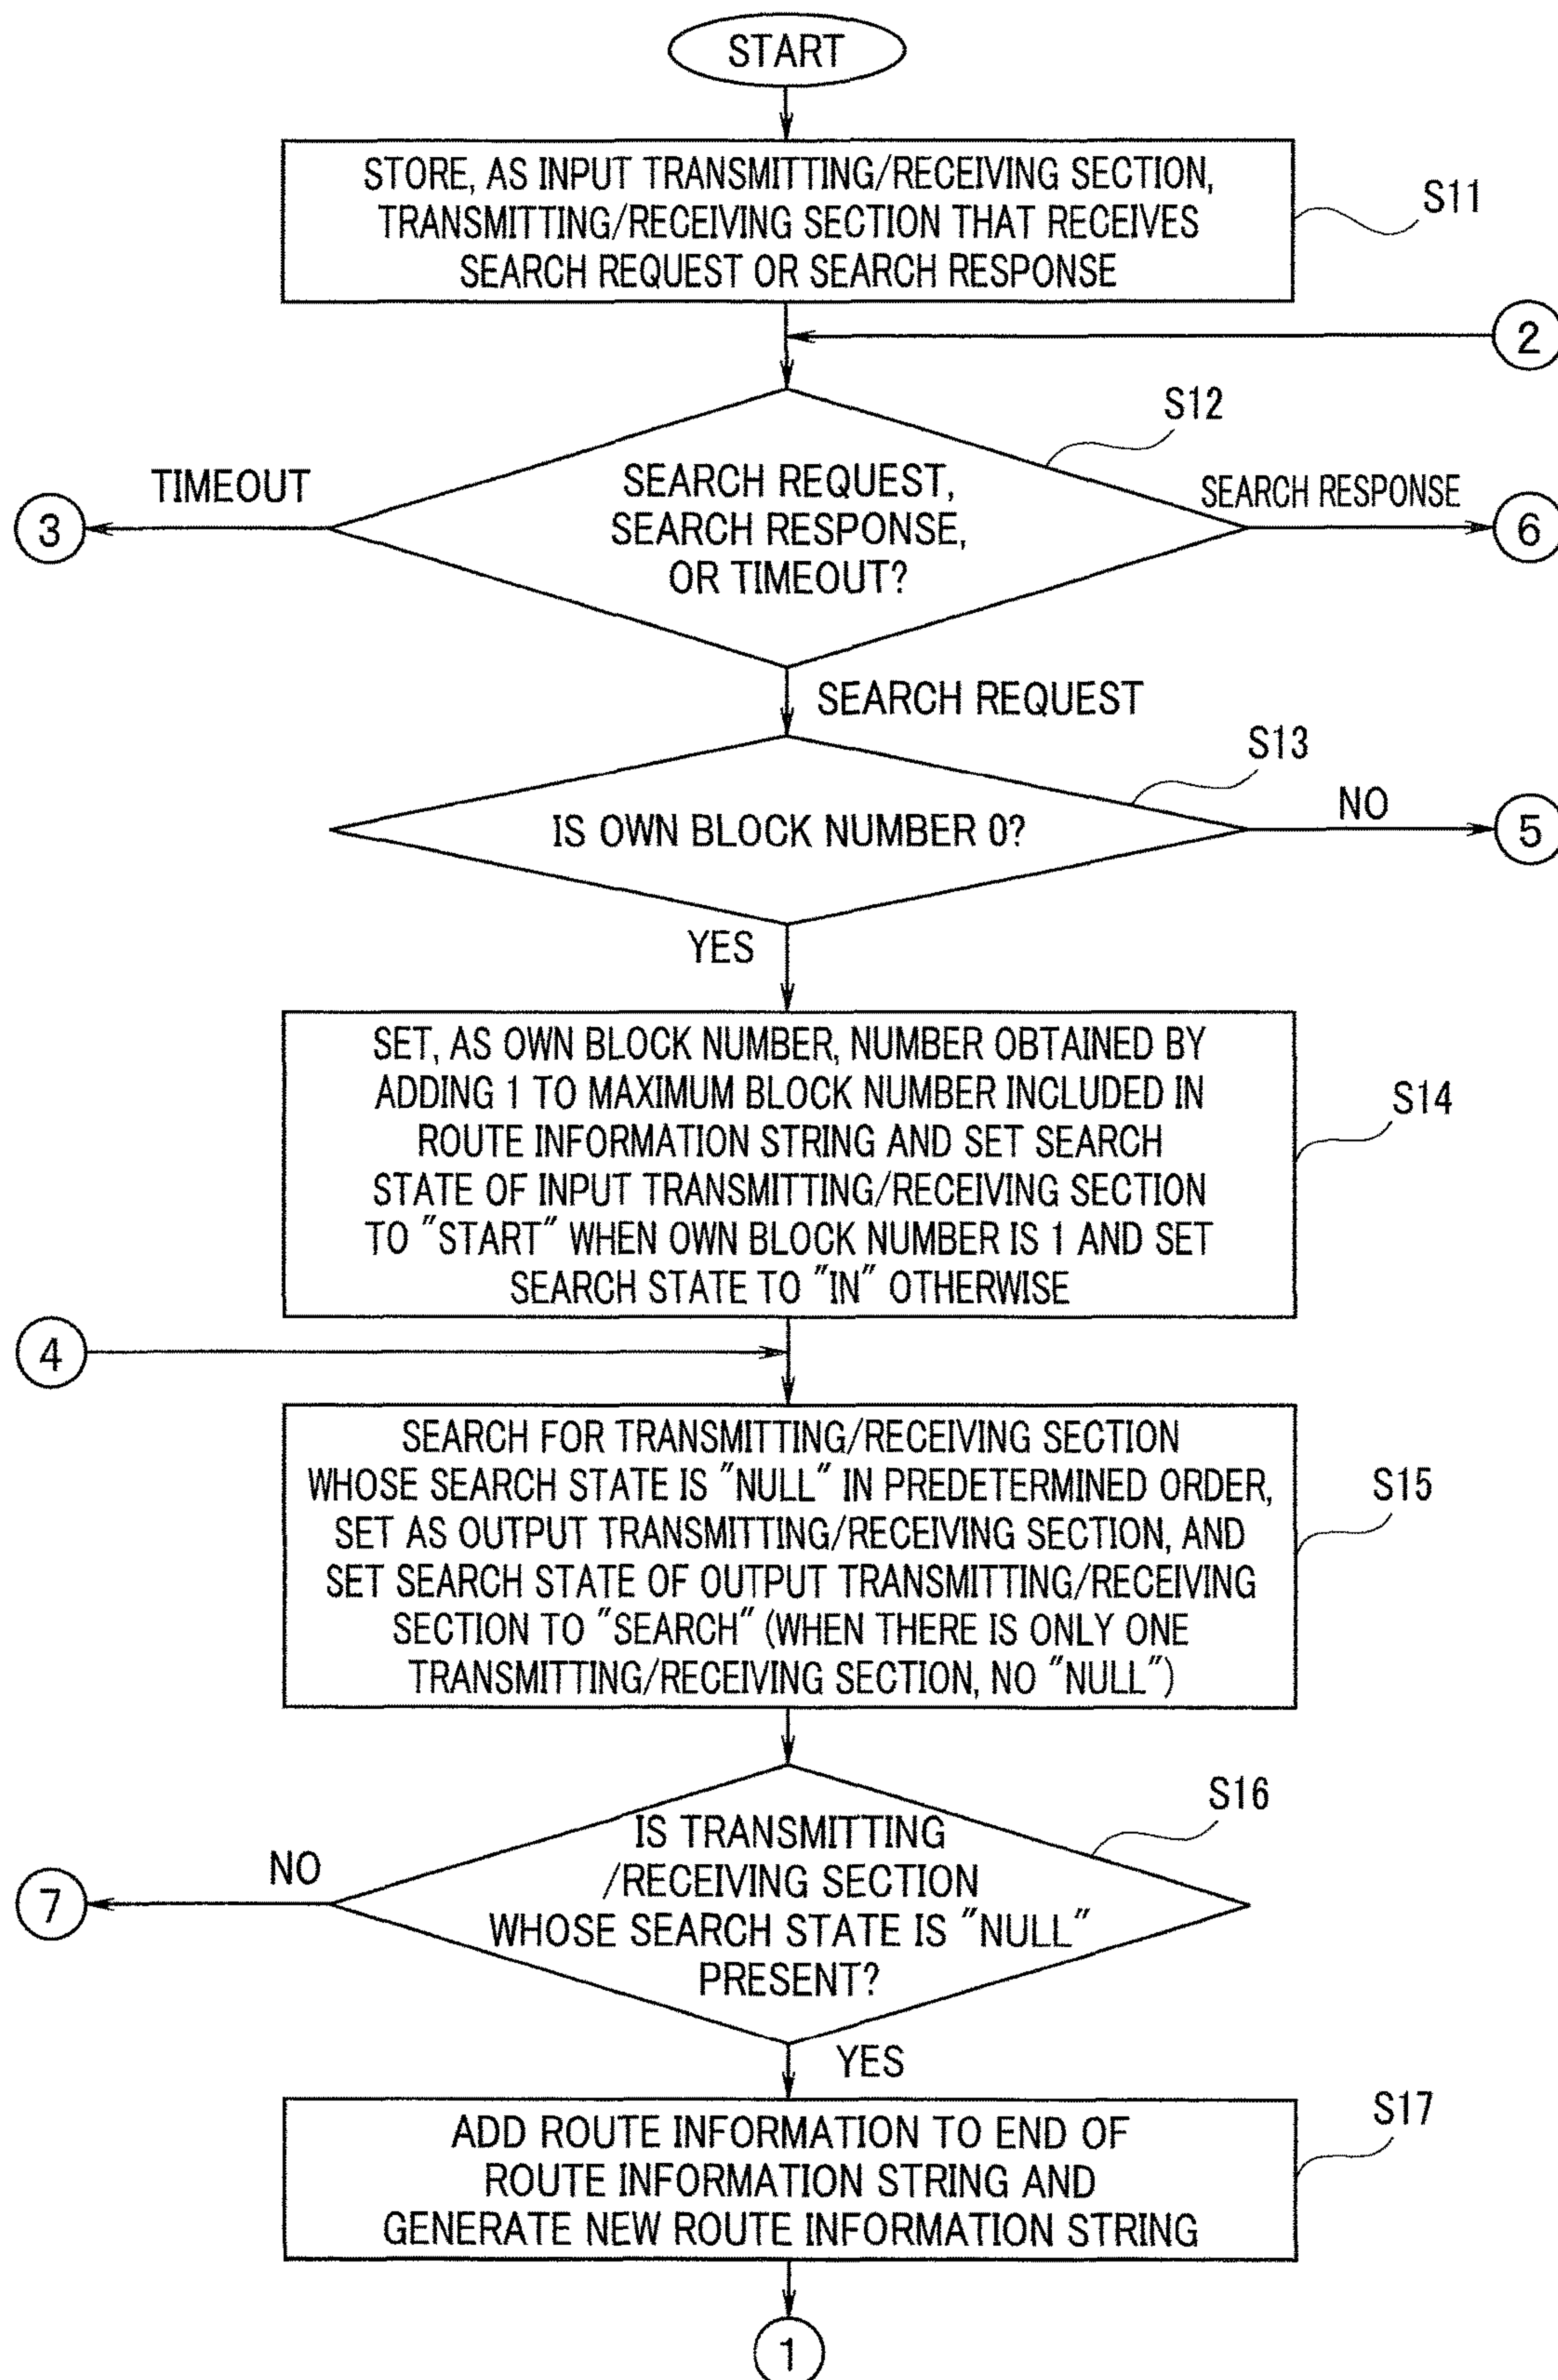 START
STORE, AS INPUT TRANSMITTING/RECEIVING SECTION,
TRANSMITTING/RECEIVING SECTION THAT RECEIVES
SEARCH REQUEST OR SEARCH RESPONSE
S11
2
S12
SEARCH REQUEST,
SEARCH RESPONSE,
OR TIMEOUT?
TIMEOUT
3
SEARCH RESPONSE
6
SEARCH REQUEST
S13
IS OWN BLOCK NUMBER 0?
NO
5
YES
SET, AS OWN BLOCK NUMBER, NUMBER OBTAINED BY
ADDING 1 TO MAXIMUM BLOCK NUMBER INCLUDED IN
ROUTE INFORMATION STRING AND SET SEARCH
STATE OF INPUT TRANSMITTING/RECEIVING SECTION
TO "START" WHEN OWN BLOCK NUMBER IS 1 AND SET
SEARCH STATE TO "IN" OTHERWISE
S14
4
SEARCH FOR TRANSMITTING/RECEIVING SECTION
WHOSE SEARCH STATE IS "NULL" IN PREDETERMINED ORDER,
SET AS OUTPUT TRANSMITTING/RECEIVING SECTION, AND
SET SEARCH STATE OF OUTPUT TRANSMITTING/RECEIVING
SECTION TO "SEARCH" (WHEN THERE IS ONLY ONE
TRANSMITTING/RECEIVING SECTION, NO "NULL")
S15
S16
IS TRANSMITTING
/RECEIVING SECTION
WHOSE SEARCH STATE IS "NULL"
PRESENT?
NO
7
YES
ADD ROUTE INFORMATION TO END OF
ROUTE INFORMATION STRING AND
GENERATE NEW ROUTE INFORMATION STRING
S17
1